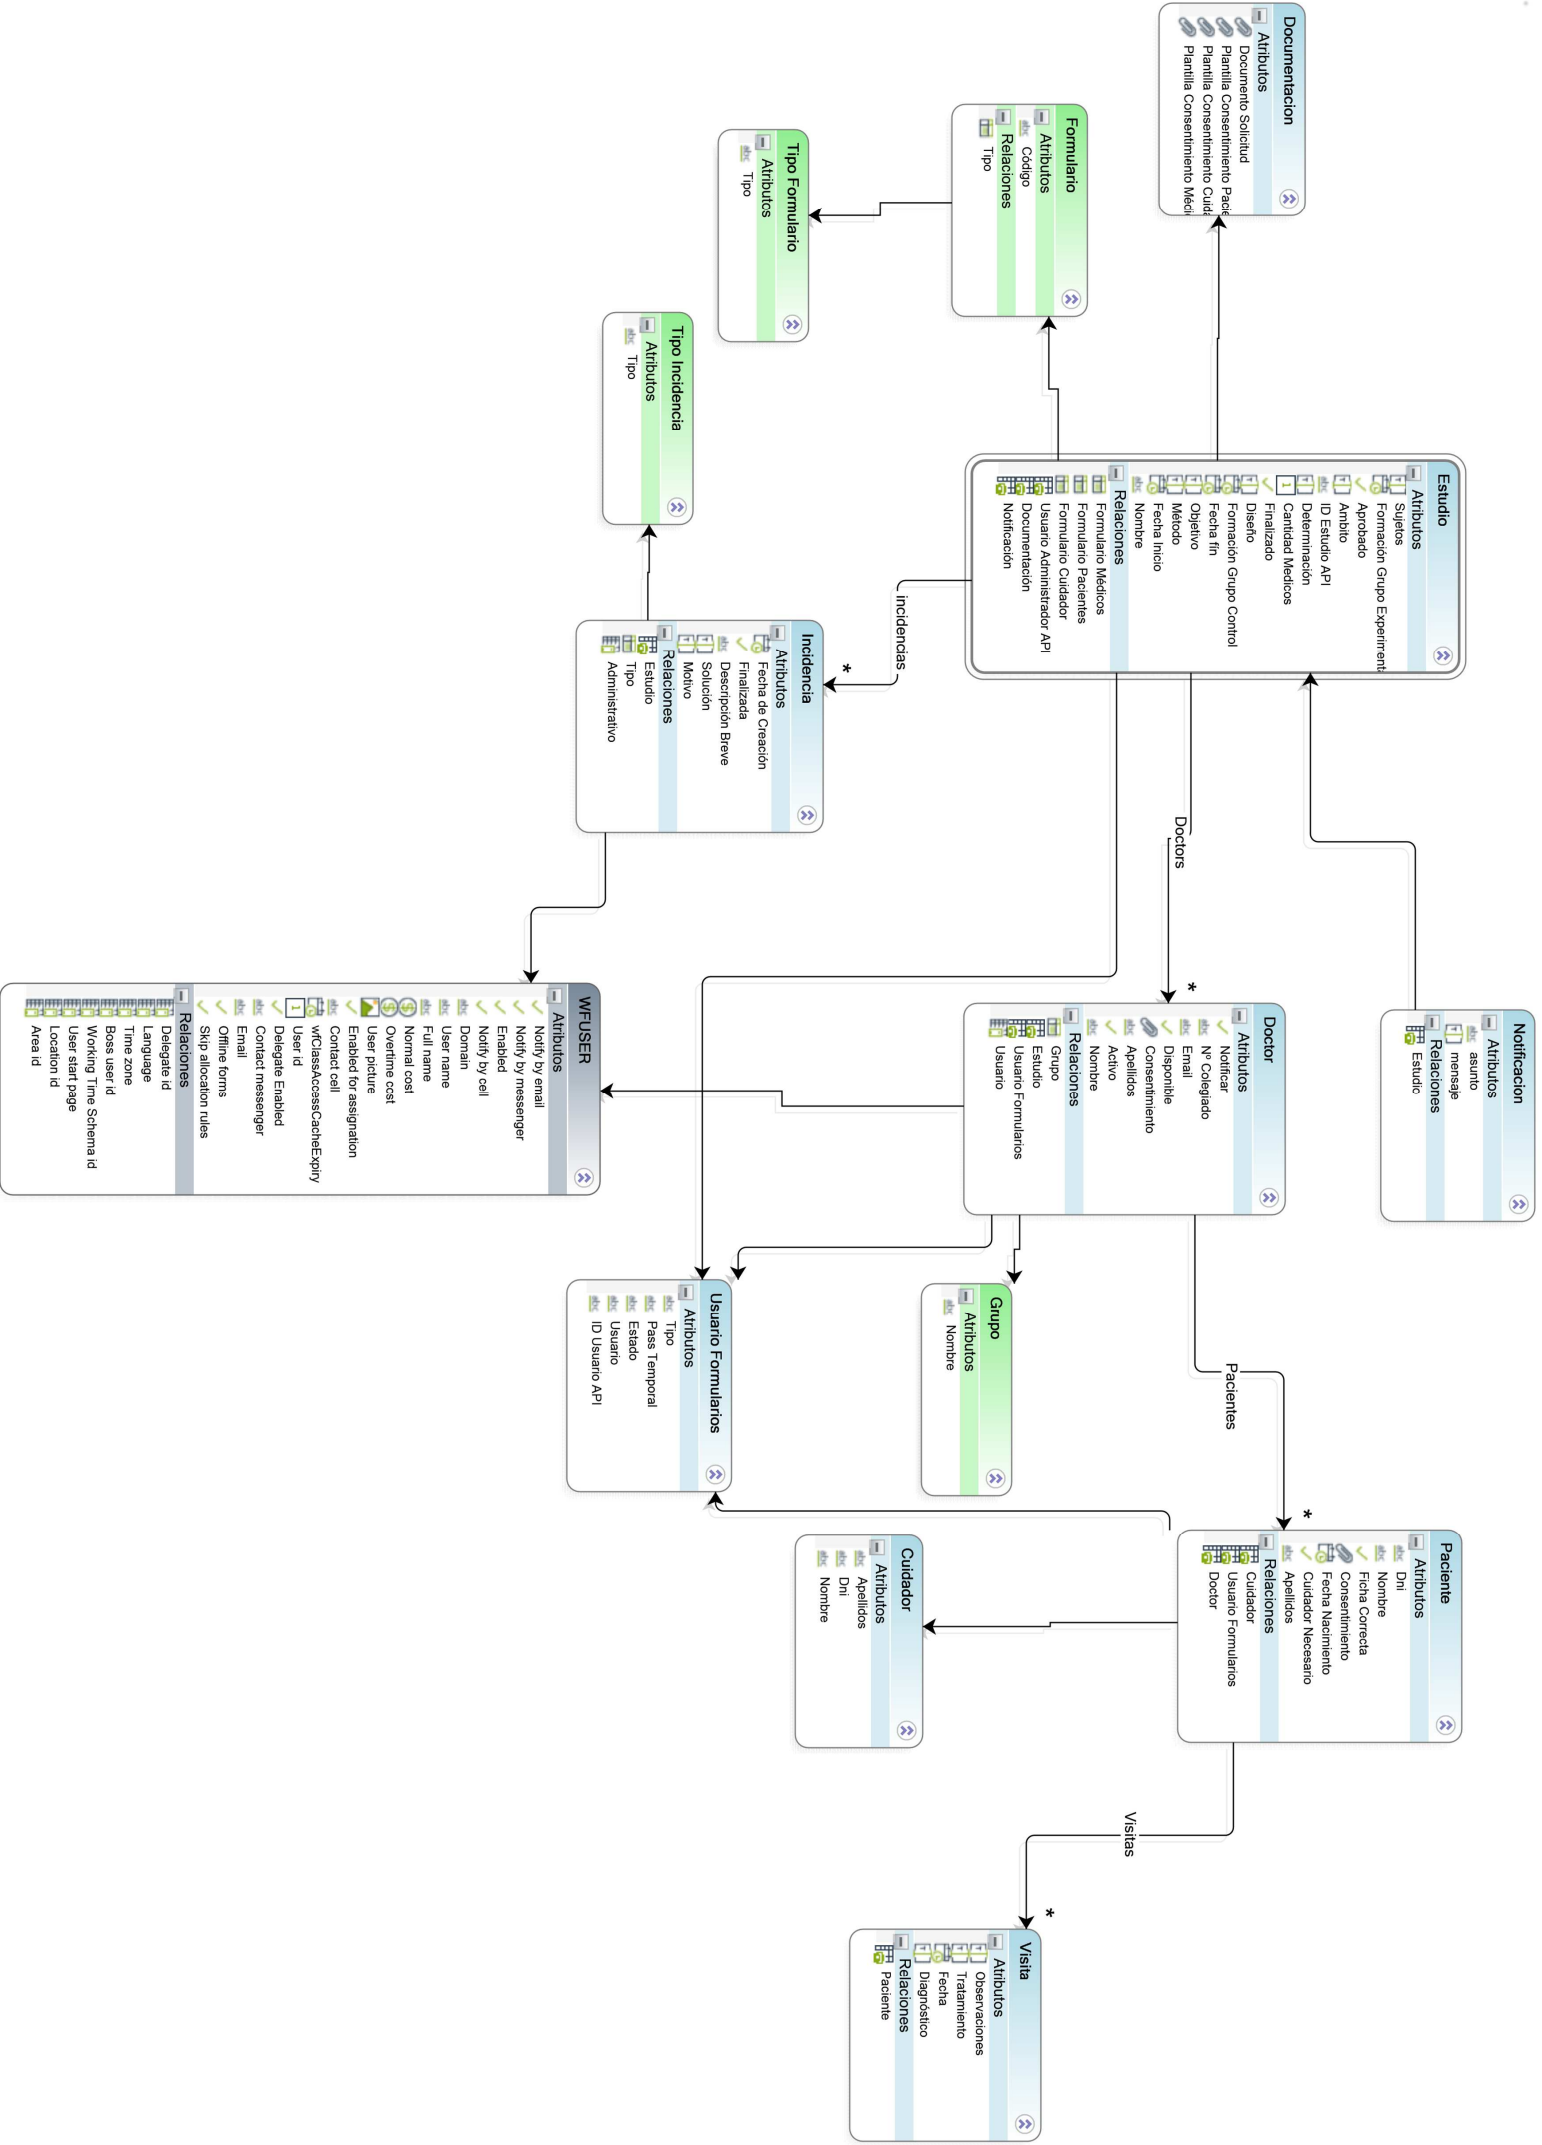 Documentacion
Atributos
Documento Solicitud
Plantilla Consentimiento Pacie
Plantilla Consentimiento Cuida
Plantilla Consentimiento Médi
Formulario
Atributos
Código
Relaciones
Tipo
Tipo Formulario
Atributos
Tipo
Tipo Incidencia
Atributos
Tipo
Estudio
Atributos
Sujetos
Formación Grupo Experiment
Aprobado
Ambito
ID Estudio API
Determinación
Cantidad Medicos
Finalizado
Diseño
Formación Grupo Control
Fecha fín
Objetivo
Método
Fecha Inicio
Nombre
Relaciones
Formulario Médicos
Formulario Pacientes
Formulario Cuidador
Usuario Administrador API
Documentación
Notificación
incidencias
*
Incidencia
Atributos
Fecha de Creación
Finalizada
Descripción Breve
Solución
Motivo
Relaciones
Estudio
Tipo
Administrativo
Doctors
*
Notificacion
Atributos
asunto
mensaje
Relaciones
Estudio
Doctor
Atributos
Notificar
Nº Colegiado
Email
Disponible
Consentimiento
Apellidos
Activo
Nombre
Relaciones
Grupo
Estudio
Usuario Formularios
Usuario
WFUSER
Atributos
Notify by email
Notify by messenger
Enabled
Notify by cell
Domain
User name
Full name
Normal cost
Overtime cost
User picture
Enabled for assignation
Contact cell
wfClassAccessCacheExpiry
User id
Delegate Enabled
Contact messenger
Email
Offline forms
Skip allocation rules
Relaciones
Delegate id
Language
Time zone
Boss user id
Working Time Schema id
User start page
Location id
Area id
Grupo
Atributos
Nombre
Usuario Formularios
Atributos
Tipo
Pass Temporal
Estado
Usuario
ID Usuario API
Pacientes
*
Paciente
Atributos
Dni
Nombre
Ficha Correcta
Consentimiento
Fecha Nacimiento
Cuidador Necesario
Apellidos
Relaciones
Cuidador
Usuario Formularios
Doctor
Cuidador
Atributos
Apellidos
Dni
Nombre
Visitas
*
Visita
Atributos
Observaciones
Tratamiento
Fecha
Diagnóstico
Relaciones
Paciente